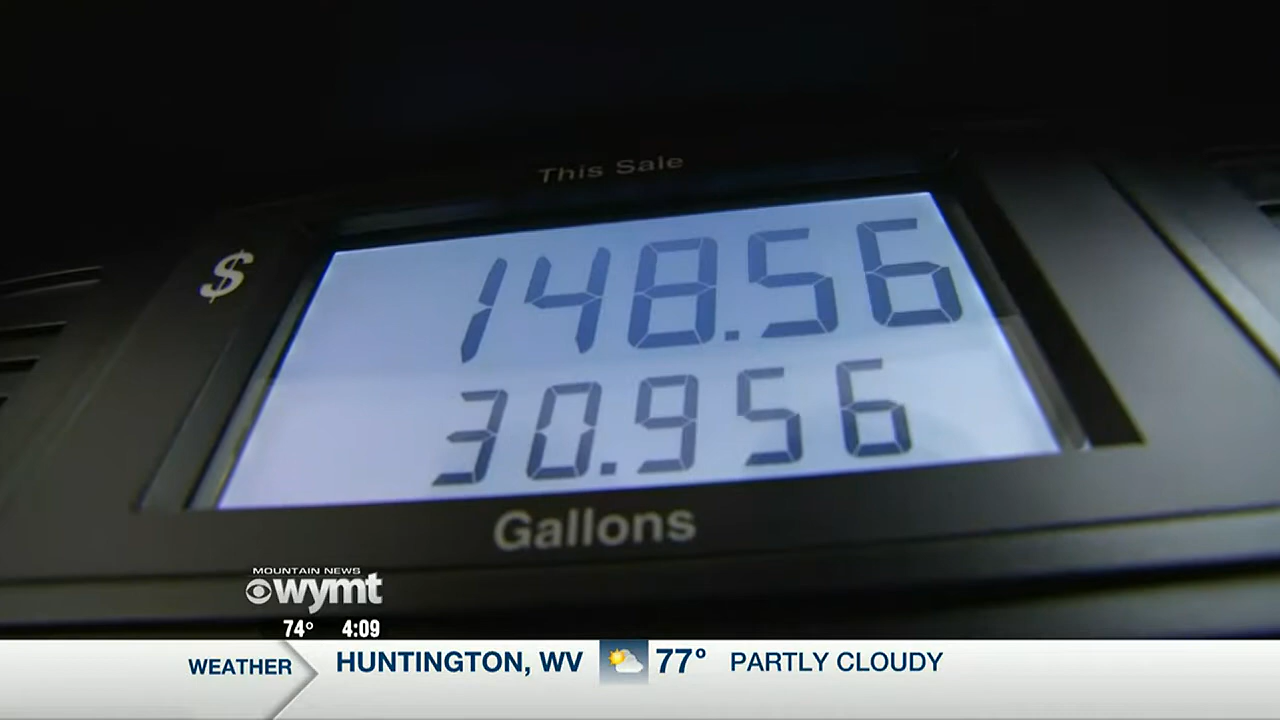 This Sale
$ 148.56
30.956
Gallons
MOUNTAIN NEWS
wymt
74° 4:09
WEATHER HUNTINGTON, WV 77° PARTLY CLOUDY